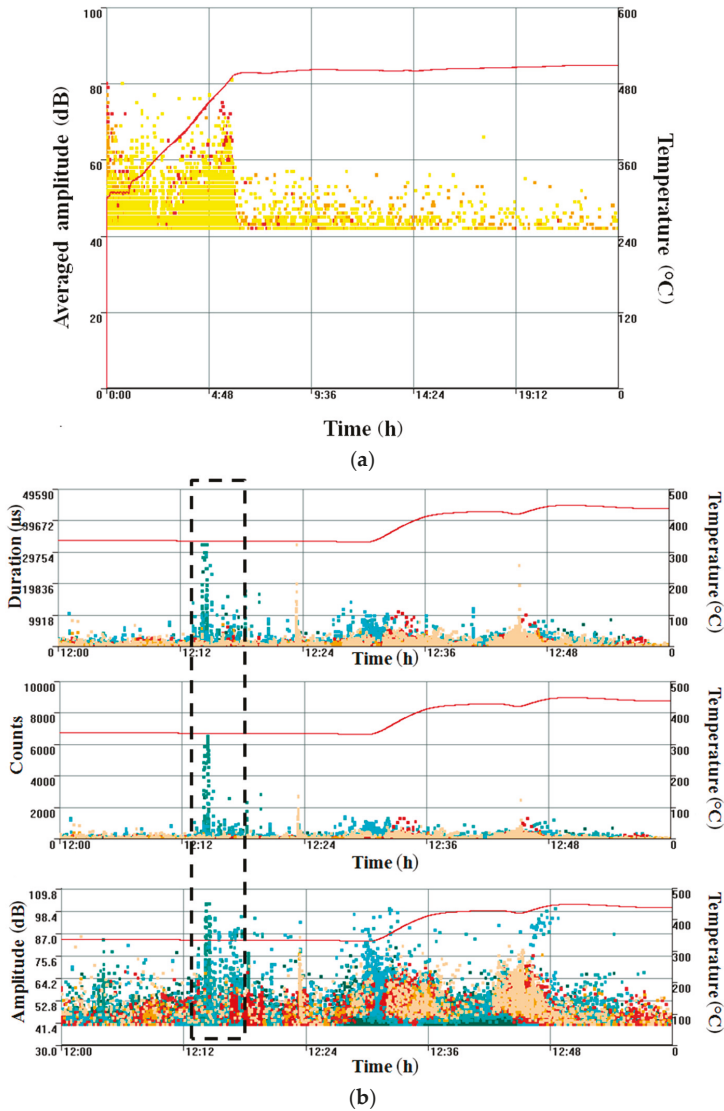 100 600
80 480
60 360
40 240
20 120
0 0:00 4:48 9:36 14:24 19:12 0
Averaged amplitude (dB)
Temperature (°C)
Time (h)
(a)
49590 500
39672 400
29754 300
19836 200
9918 100
0 12:00 12:12 12:24 12:36 12:48 0
Duration (µs)
Temperature(°C)
Time (h)
10000 500
8000 400
6000 300
4000 200
2000 100
0 12:00 12:12 12:24 12:36 12:48 0
Counts
Temperature(°C)
Time (h)
109.8 500
98.4 400
87.0 300
75.6
64.2 200
52.8 100
41.4
30.0 12:00 12:12 12:24 12:36 12:48 0
Amplitude (dB)
Temperature(°C)
Time (h)
(b)